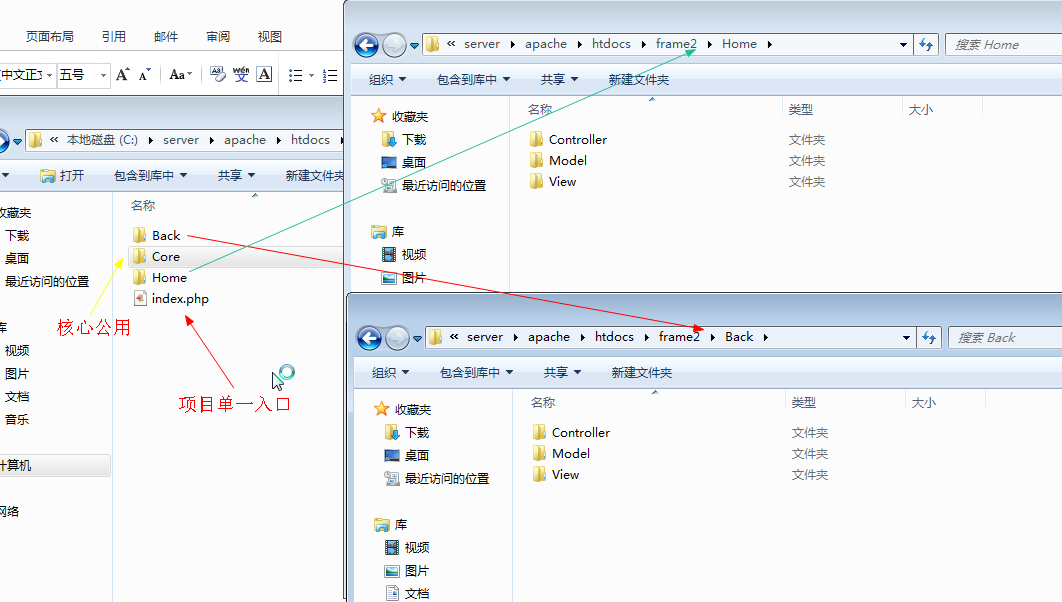 页面布局 引用 邮件 审阅 视图
中文正 五号 A A Aa A
« 本地磁盘 (C:) server apache htdocs
打开 包含到库中 共享 新建文件夹
收藏夹
下载
桌面
最近访问的位置
库
视频
图片
文档
音乐
计算机
网络
名称
Back
Core
Home
index.php
核心公用
项目单一入口
« server apache htdocs frame2 Home
搜索 Home
组织 包含到库中 共享 新建文件夹
收藏夹
下载
桌面
最近访问的位置
库
视频
图片
名称 类型 大小
Controller 文件夹
Model 文件夹
View 文件夹
« server apache htdocs frame2 Back
搜索 Back
组织 包含到库中 共享 新建文件夹
收藏夹
下载
桌面
最近访问的位置
库
视频
图片
文档
名称 类型 大小
Controller 文件夹
Model 文件夹
View 文件夹